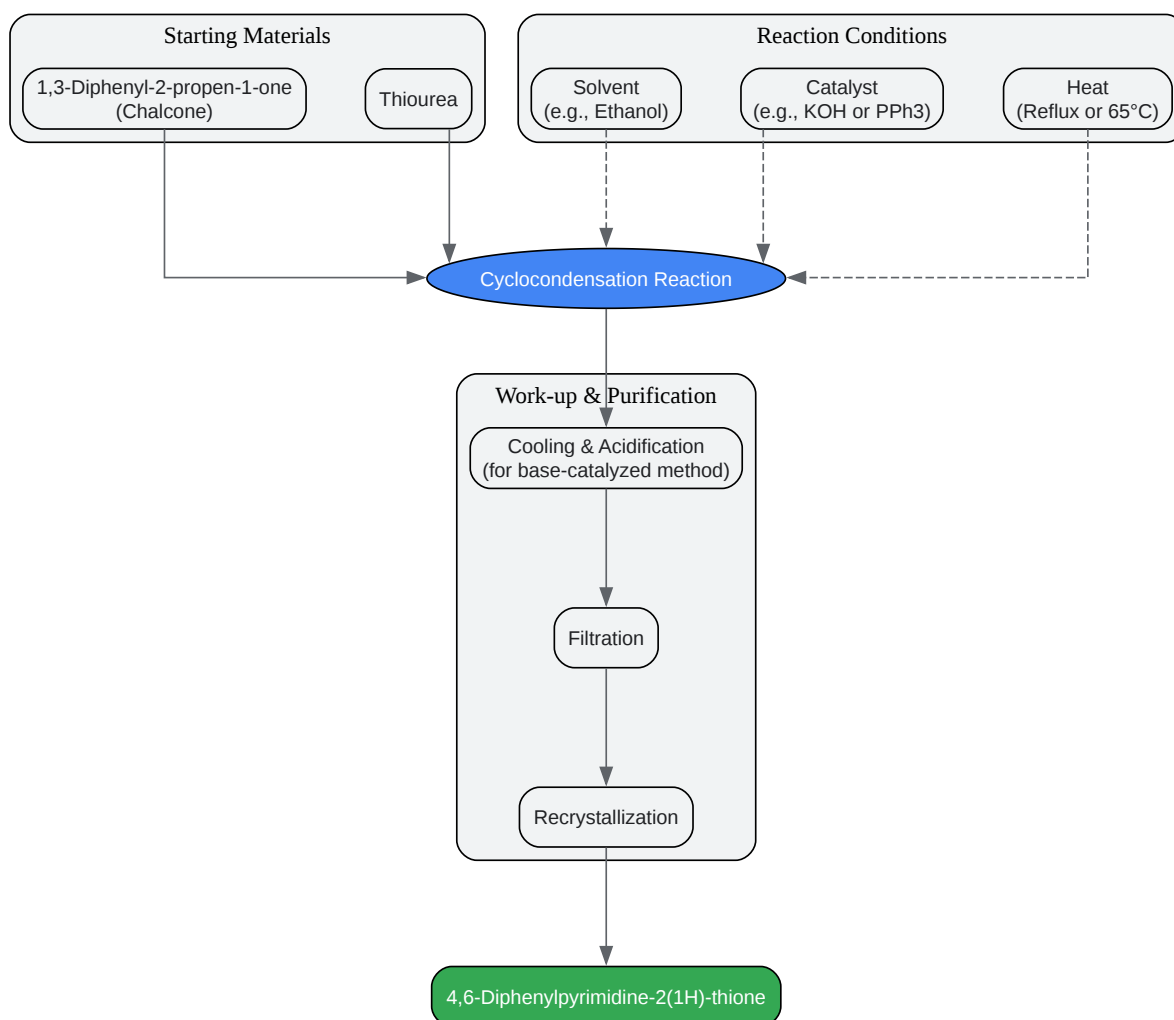 Starting Materials
1,3-Diphenyl-2-propen-1-one
(Chalcone)
Thiourea
Reaction Conditions
Solvent
(e.g., Ethanol)
Catalyst
(e.g., KOH or PPh3)
Heat
(Reflux or 65°C)
Cyclocondensation Reaction
Work-up & Purification
Cooling & Acidification
(for base-catalyzed method)
Filtration
Recrystallization
4,6-Diphenylpyrimidine-2(1H)-thione